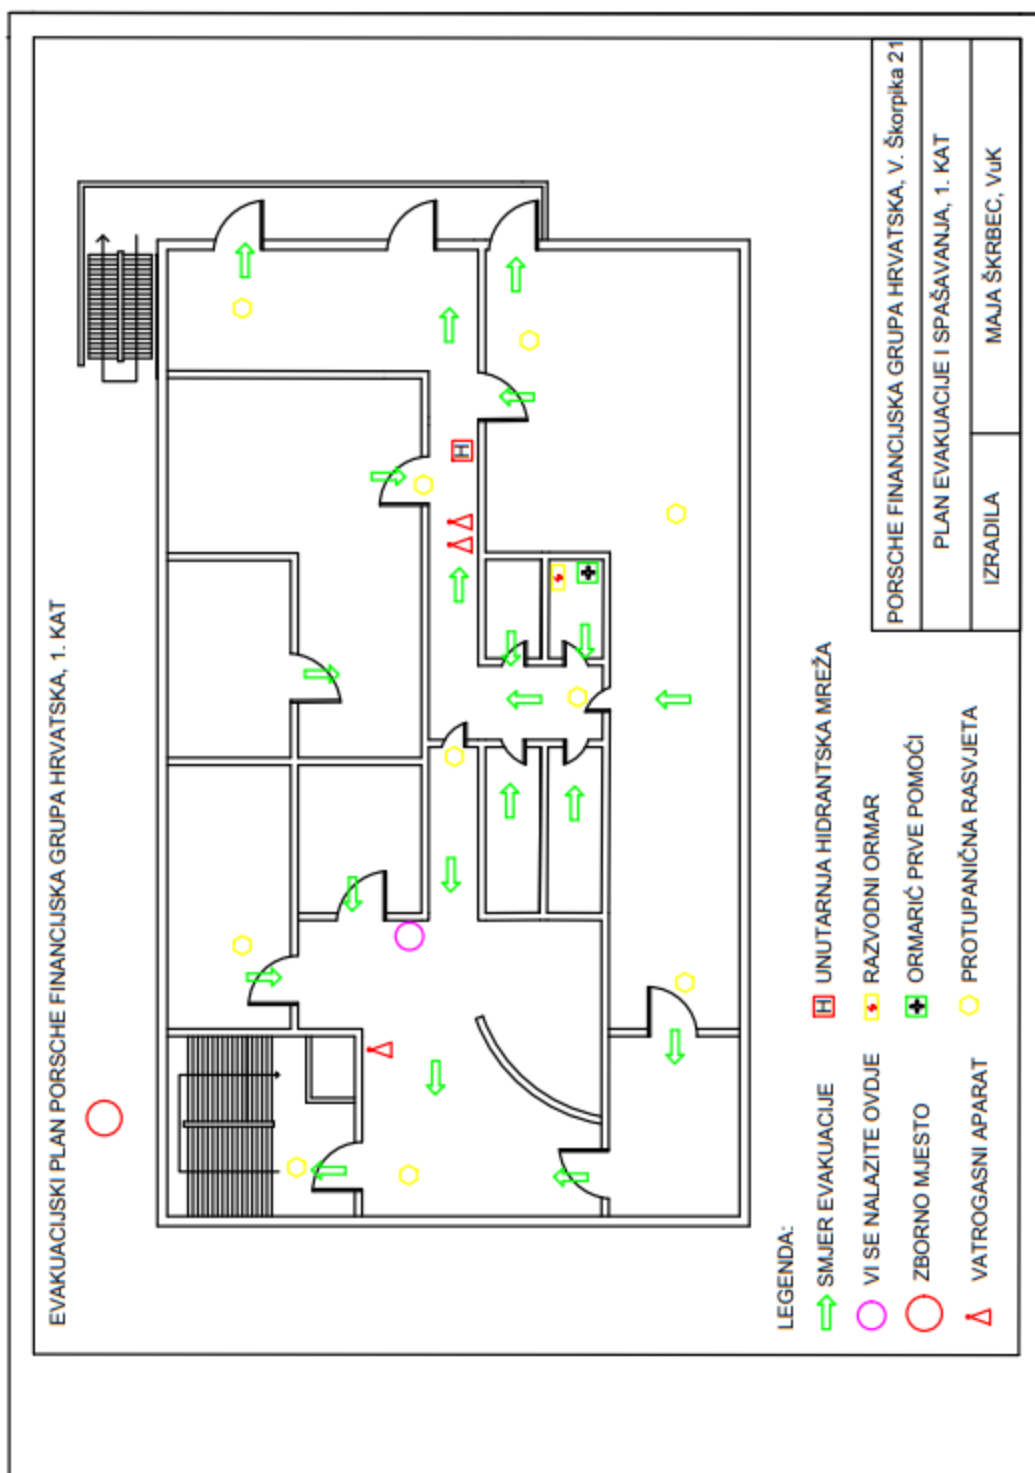 EVAKUACIJSKI PLAN PORSCHE FINANCIJSKA GRUPA HRVATSKA, 1. KAT
H
LEGENDA:
SMJER EVAKUACIJE
H UNUTARNJA HIDRANTSKA MREŽA
VI SE NALAZITE OVDJE
RAZVODNI ORMAR
ZBORNO MJESTO
ORMARIĆ PRVE POMOĆI
VATROGASNI APARAT
PROTUPANIČNA RASVJETA
PORSCHE FINANCIJSKA GRUPA HRVATSKA, V. Škorpika 21
PLAN EVAKUACIJE I SPAŠAVANJA, 1. KAT
IZRADILA
MAJA ŠKRBEC, VuK